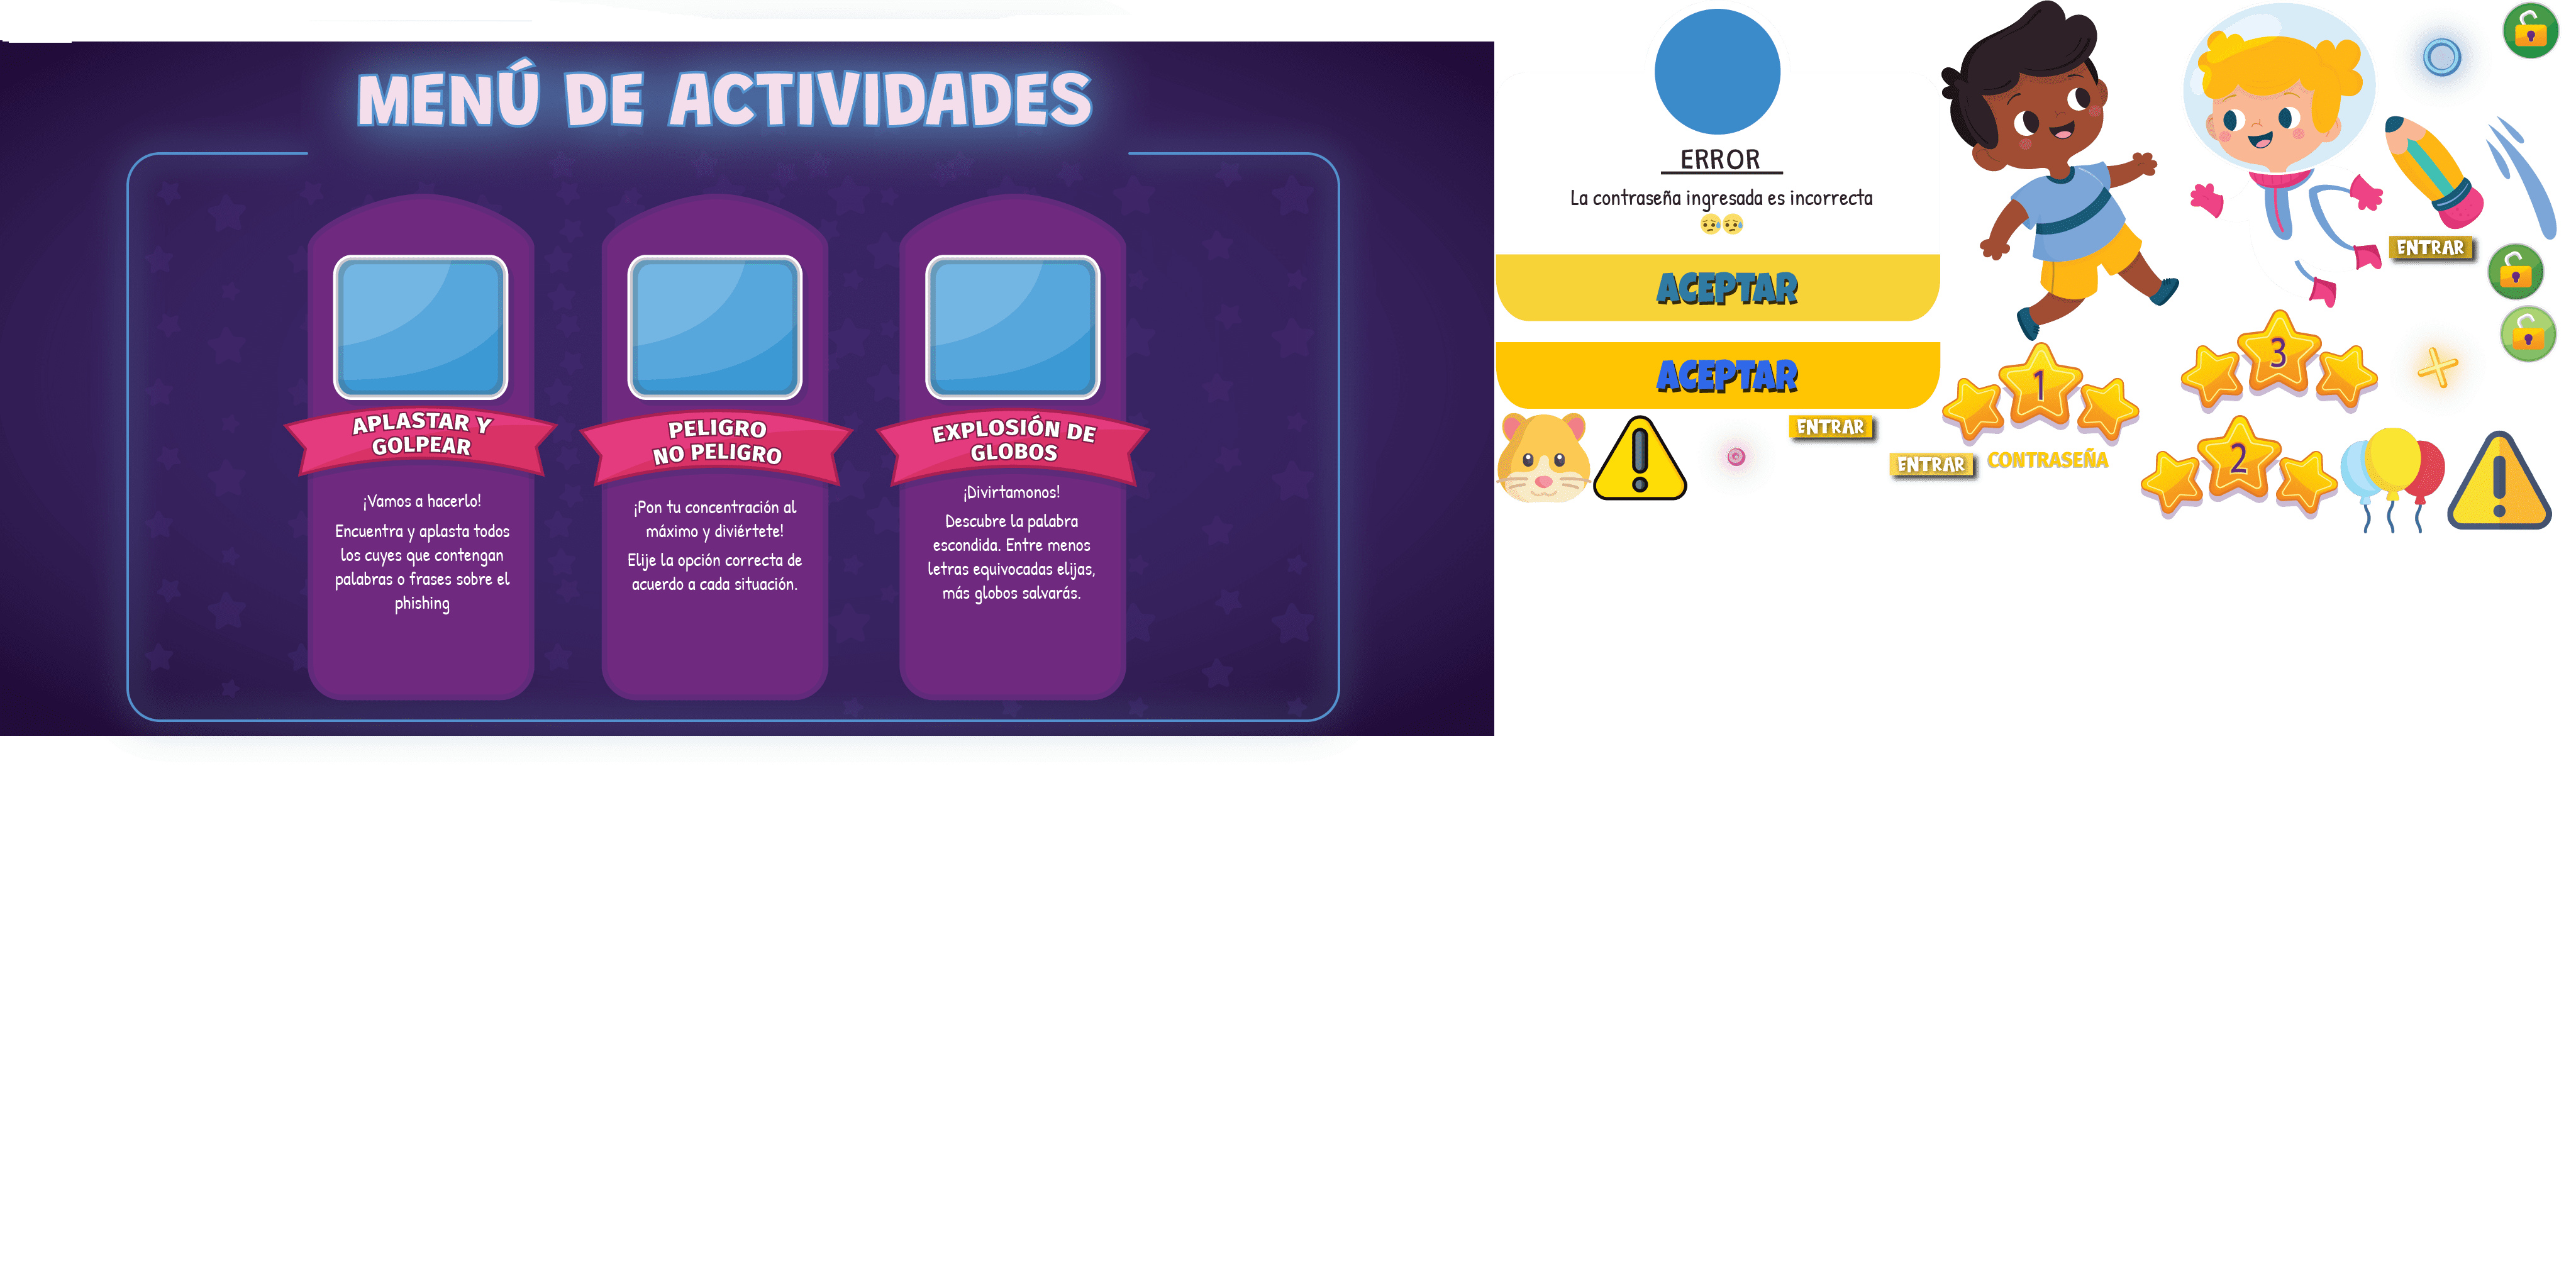 MENÚ DE ACTIVIDADES
APLASTAR Y
GOLPEAR
¡Vamos a hacerlo!
Encuentra y aplasta todos
los cuyes que contengan
palabras o frases sobre el
phishing
PELIGRO
NO PELIGRO
¡Pon tu concentración al
máximo y diviértete!
Elije la opción correcta de
acuerdo a cada situación.
EXPLOSIÓN DE
GLOBOS
¡Divirtamonos!
Descubre la palabra
escondida. Entre menos
letras equivocadas elijas,
más globos salvarás.
ERROR
La contraseña ingresada es incorrecta
ACEPTAR
ACEPTAR
ENTRAR
ENTRAR
CONTRASEÑA
ENTRAR
1
3
2